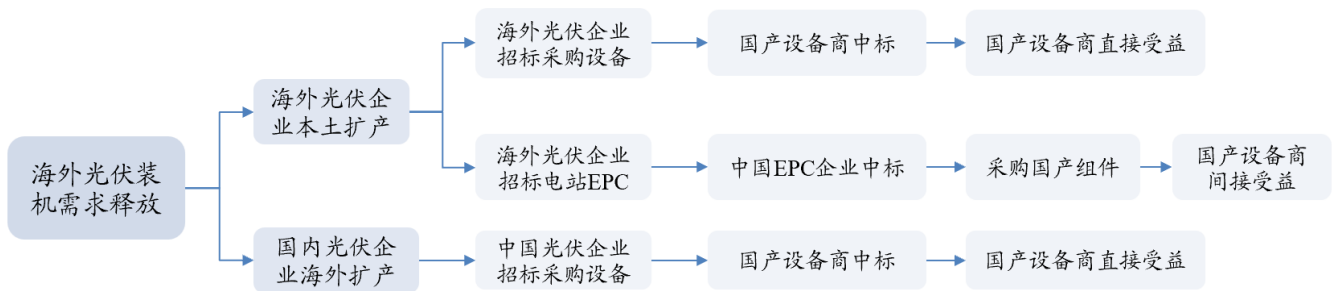 海外光伏装
机需求释放
海外光伏企
业本土扩产
海外光伏企业
招标采购设备
国产设备商中标
国产设备商直接受益
海外光伏企业
招标电站EPC
中国EPC企业中标
采购国产组件
国产设备商
间接受益
国内光伏企
业海外扩产
中国光伏企业
招标采购设备
国产设备商中标
国产设备商直接受益